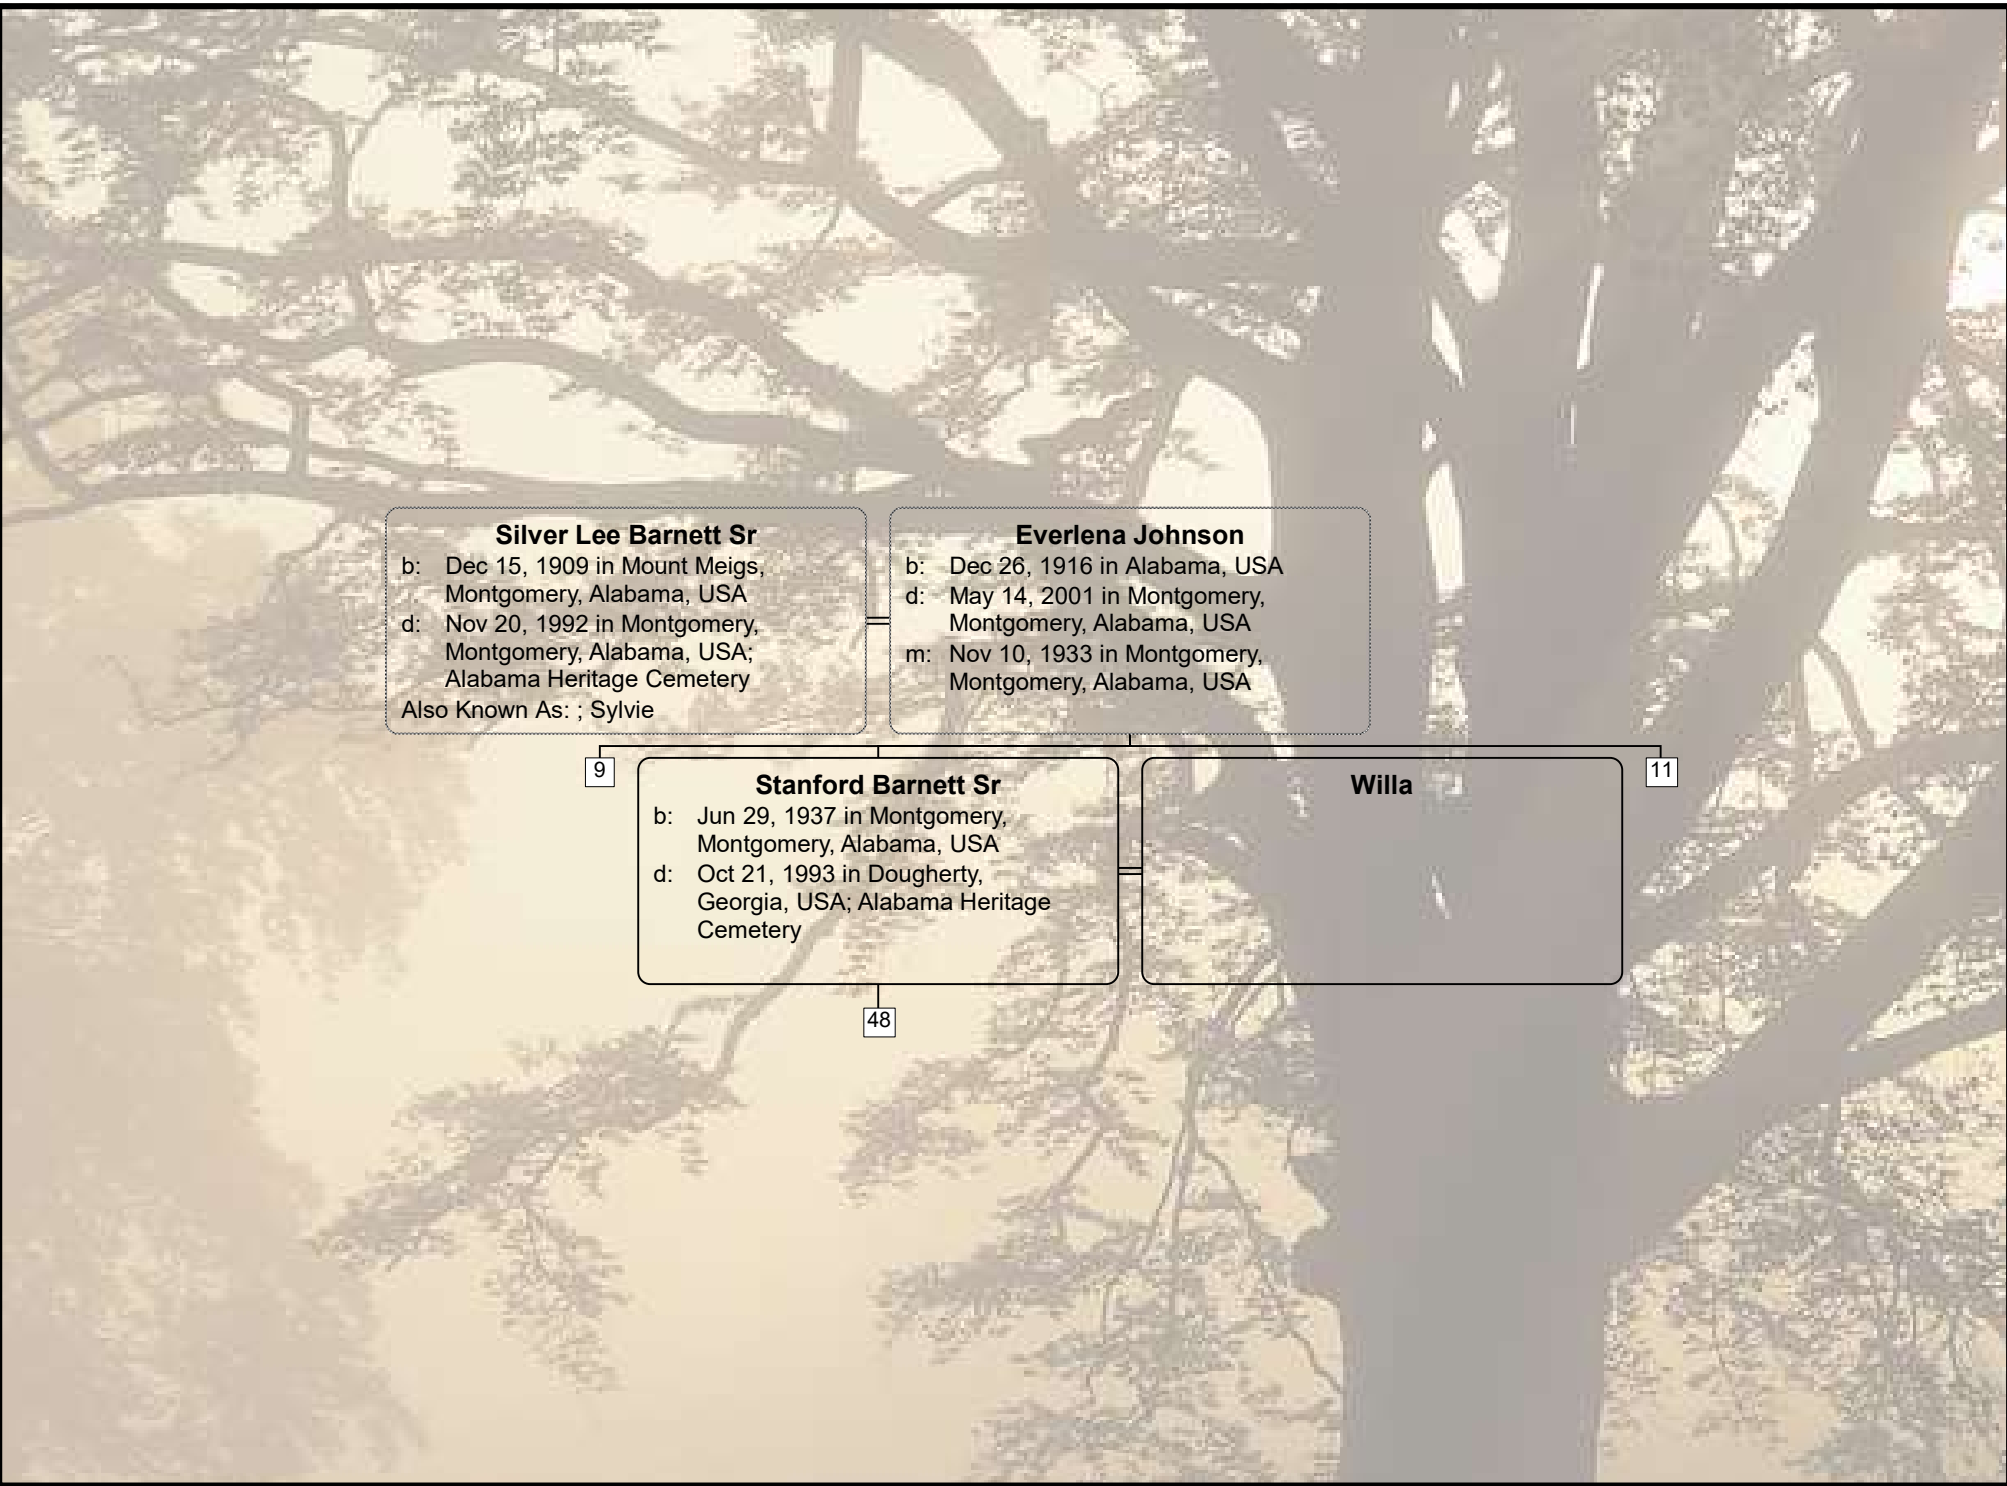 Silver Lee Barnett Sr
b: Dec 15, 1909 in Mount Meigs,
Montgomery, Alabama, USA
d: Nov 20, 1992 in Montgomery,
Montgomery, Alabama, USA;
Alabama Heritage Cemetery
Also Known As: ; Sylvie
Everlena Johnson
b: Dec 26, 1916 in Alabama, USA
d: May 14, 2001 in Montgomery,
Montgomery, Alabama, USA
m: Nov 10, 1933 in Montgomery,
Montgomery, Alabama, USA
9
Stanford Barnett Sr
b: Jun 29, 1937 in Montgomery,
Montgomery, Alabama, USA
d: Oct 21, 1993 in Dougherty,
Georgia, USA; Alabama Heritage
Cemetery
Willa
11
48